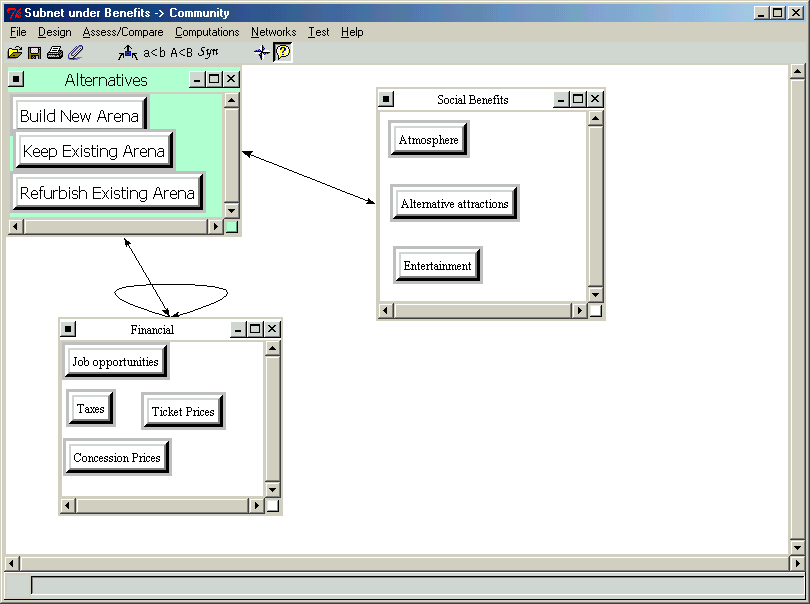 Subnet under Benefits -> Community
File Design Assess/Compare Computations Networks Test Help
a<b A<B Syn
Alternatives
Build New Arena
Keep Existing Arena
Refurbish Existing Arena
Social Benefits
Atmosphere
Alternative attractions
Entertainment
Financial
Job opportunities
Taxes
Ticket Prices
Concession Prices